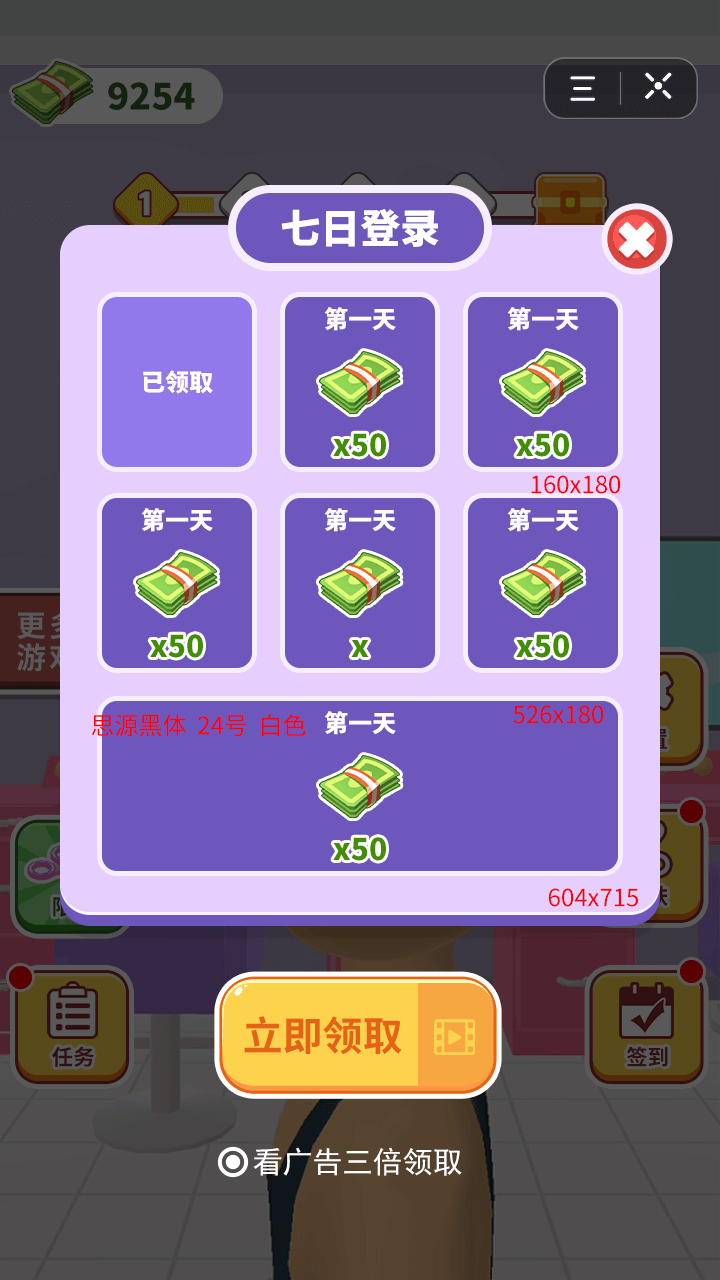 9254
1
七日登录
已领取
第一天
x50
第一天
x50
160x180
第一天
x50
第一天
x
第一天
x50
更多
游戏
置
思源黑体 24号 白色
第一天
526x180
x50
604x715
限
肤
任务
立即领取
签到
看广告三倍领取